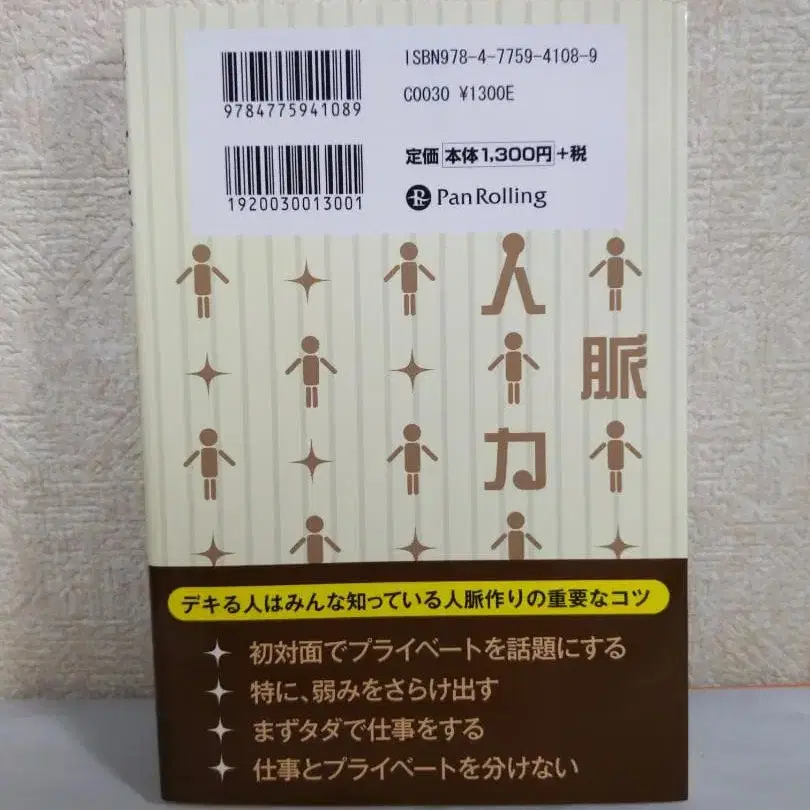 ISBN978-4-7759-4108-9
9784775941089
C0030 ¥1300E
定価 本体1,300円+税
1920030013001
PanRolling
人
脈
力
デキる人はみんな知っている人脈作りの重要なコツ
初対面でプライベートを話題にする
特に、弱みをさらけ出す
まずタダで仕事をする
仕事とプライベートを分けない